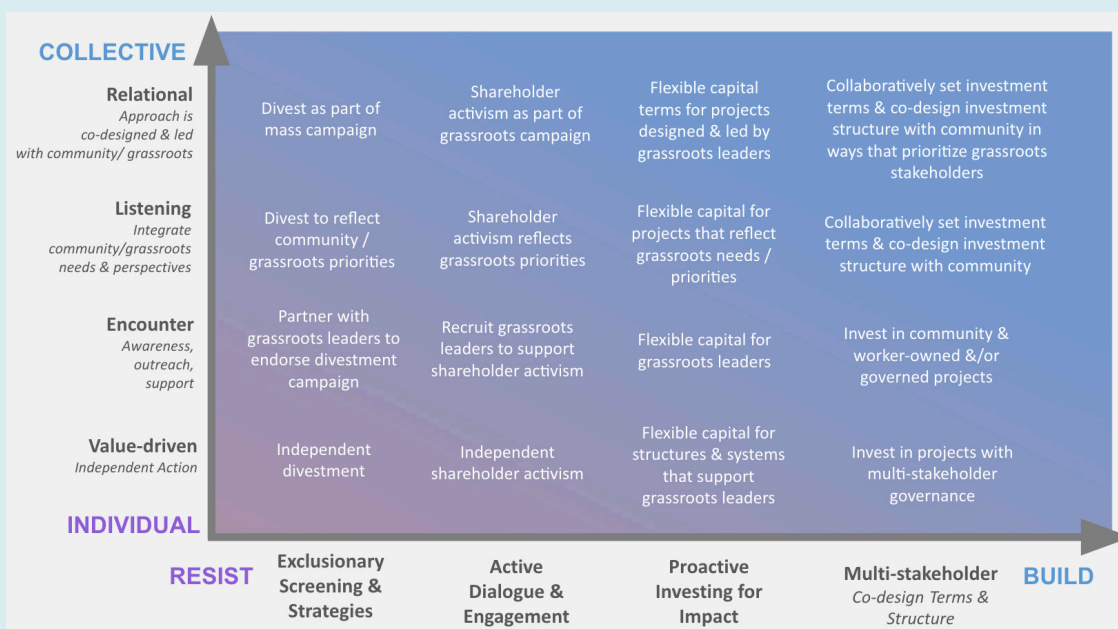 COLLECTIVE
Relational
Approach is
co-designed & led
with community/ grassroots
Divest as part of
mass campaign
Shareholder
activism as part of
grassroots campaign
Flexible capital
terms for projects
designed & led by
grassroots leaders
Collaboratively set investment
terms & co-design investment
structure with community in
ways that prioritize grassroots
stakeholders
Listening
Integrate
community/grassroots
needs & perspectives
Divest to reflect
community /
grassroots priorities
Shareholder
activism reflects
grassroots priorities
Flexible capital for
projects that reflect
grassroots needs /
priorities
Collaboratively set investment
terms & co-design investment
structure with community
Encounter
Awareness,
outreach,
support
Partner with
grassroots leaders to
endorse divestment
campaign
Recruit grassroots
leaders to support
shareholder activism
Flexible capital for
grassroots leaders
Invest in community &
worker-owned &/or
governed projects
Value-driven
Independent Action
Independent
divestment
Independent
shareholder activism
Flexible capital for
structures & systems
that support
grassroots leaders
Invest in projects with
multi-stakeholder
governance
INDIVIDUAL
RESIST
Exclusionary
Screening &
Strategies
Active
Dialogue &
Engagement
Proactive
Investing for
Impact
Multi-stakeholder
Co-design Terms &
Structure
BUILD